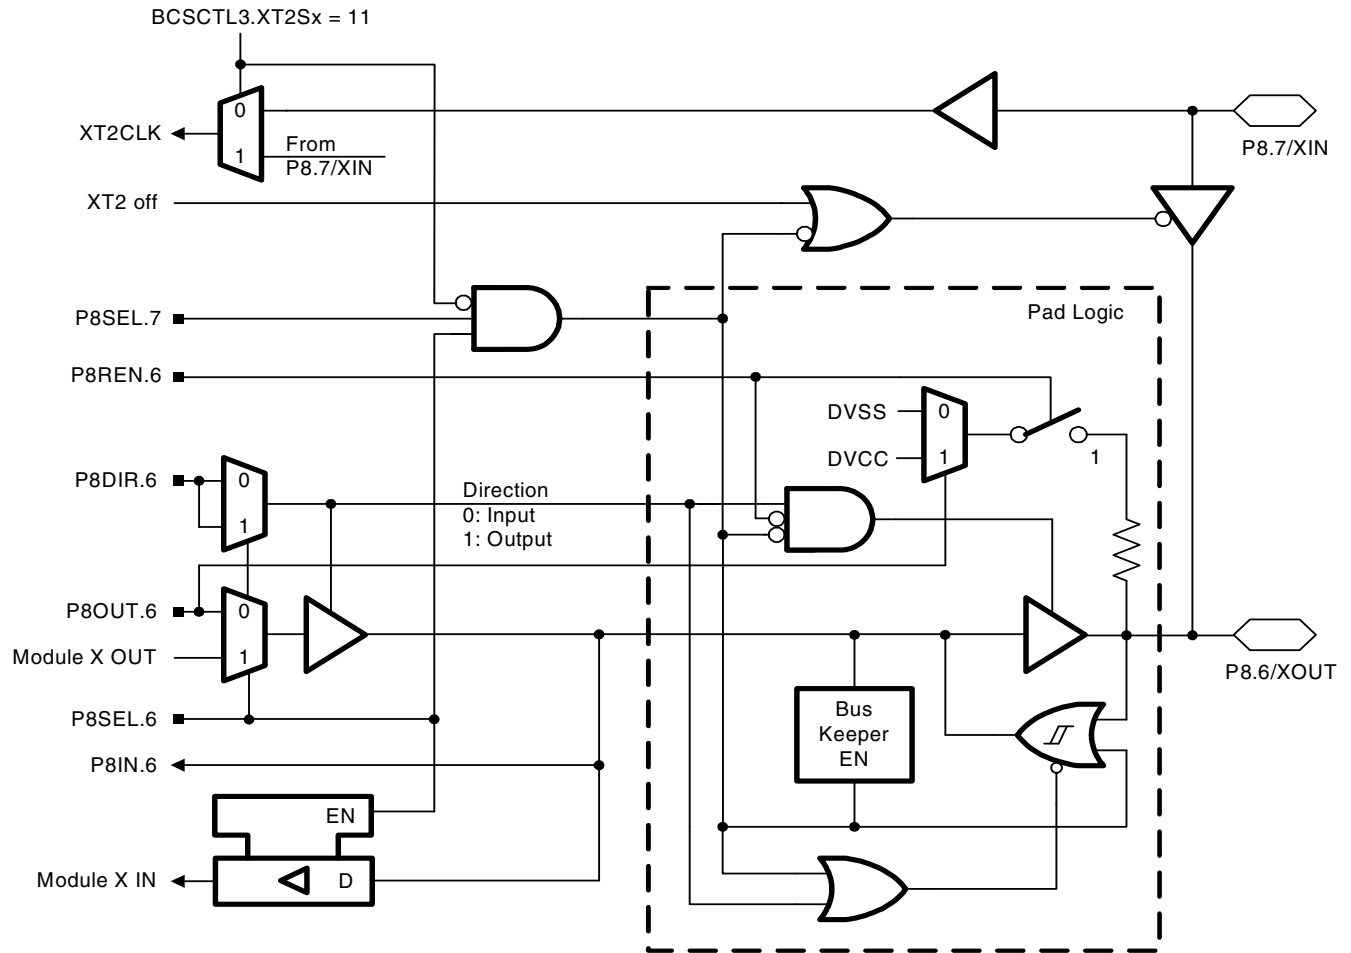 BCSCTL3.XT2Sx = 11
0
XT2CLK
1
From
P8.7/XIN
P8.7/XIN
XT2 off
Pad Logic
P8SEL.7
P8REN.6
DVSS
0
DVCC
1
1
P8DIR.6
0
1
Direction
0: Input
1: Output
P8OUT.6
0
Module X OUT
1
P8.6/XOUT
P8SEL.6
Bus
Keeper
EN
P8IN.6
EN
Module X IN
D